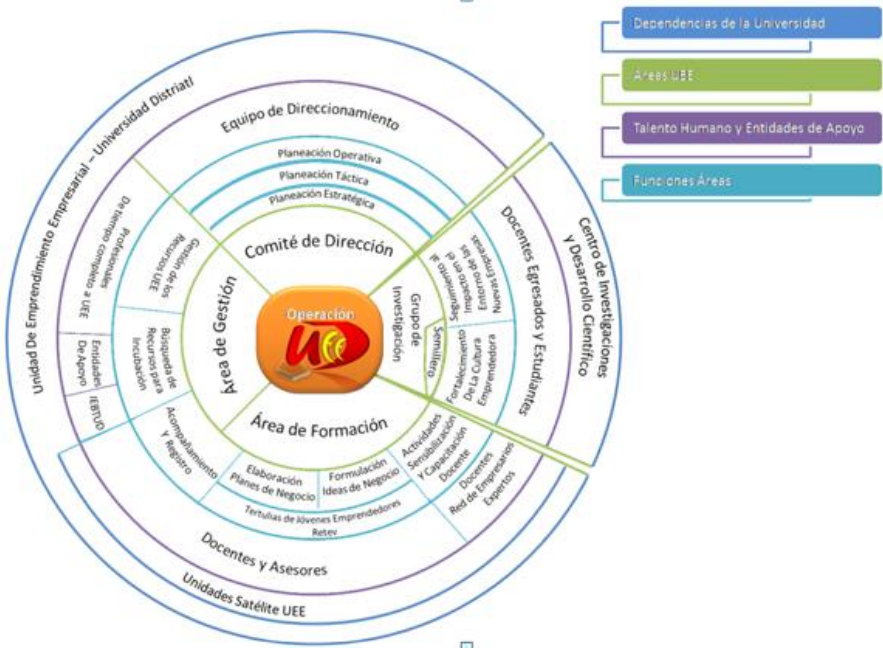 Dependencias de la Universidad
Áreas UEE
Talento Humano y Entidades de Apoyo
Funciones Áreas
Unidad De Emprendimiento Empresarial – Universidad Distriatl
Equipo de Direccionamiento
Planeación Operativa
Planeación Táctica
Planeación Estratégica
Comité de Dirección
Centro de Investigaciones
y Desarrollo Científico
Docentes Egresados y Estudiantes
Seguimiento al
Impacto en el
Entorno de las
Nuevas Empresas
Fortalecimiento
De La Cultura
Emprendedora
Grupo de
Investigación
Semillero
Profesionales
De tiempo completo a UEE
Gestión de los
Recursos UEE
Área de Gestión
Operación
UEE
Entidades
De Apoyo
IEBTUD
Búsqueda de
Recursos para
Incubación
Acompañamiento
y Registro
Área de Formación
Elaboración
Planes de Negocio
Formulación
Ideas de Negocio
Actividades
Sensibilización
Y Capacitación
Docente
Docentes
Red de Empresarios
Expertos
Tertulias de Jóvenes Emprendedores
Retev
Docentes y Asesores
Unidades Satélite UEE